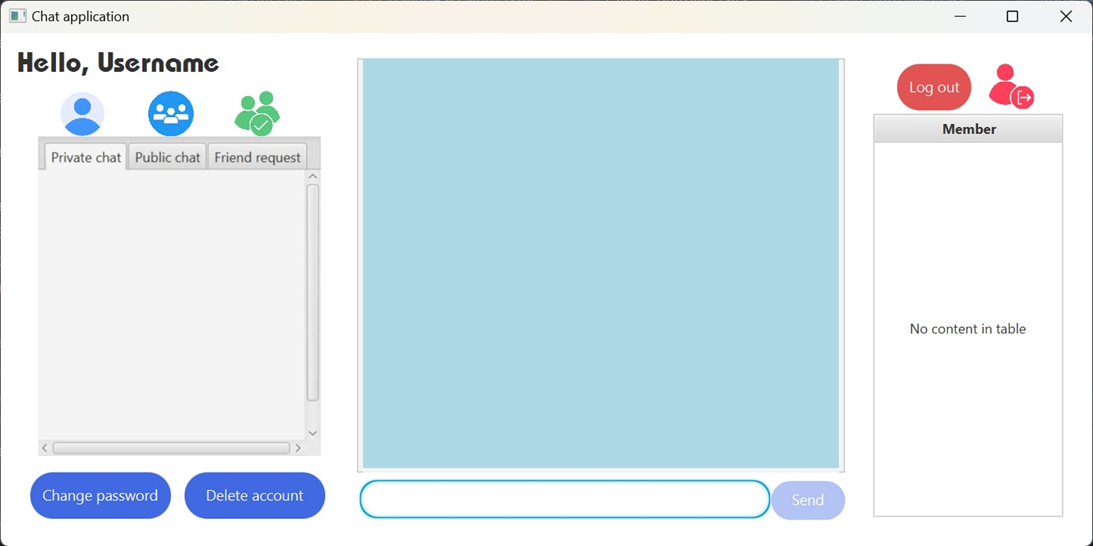 Chat application
Hello, Username
Private chat
Public chat
Friend request
Change password
Delete account
Send
Log out
Member
No content in table